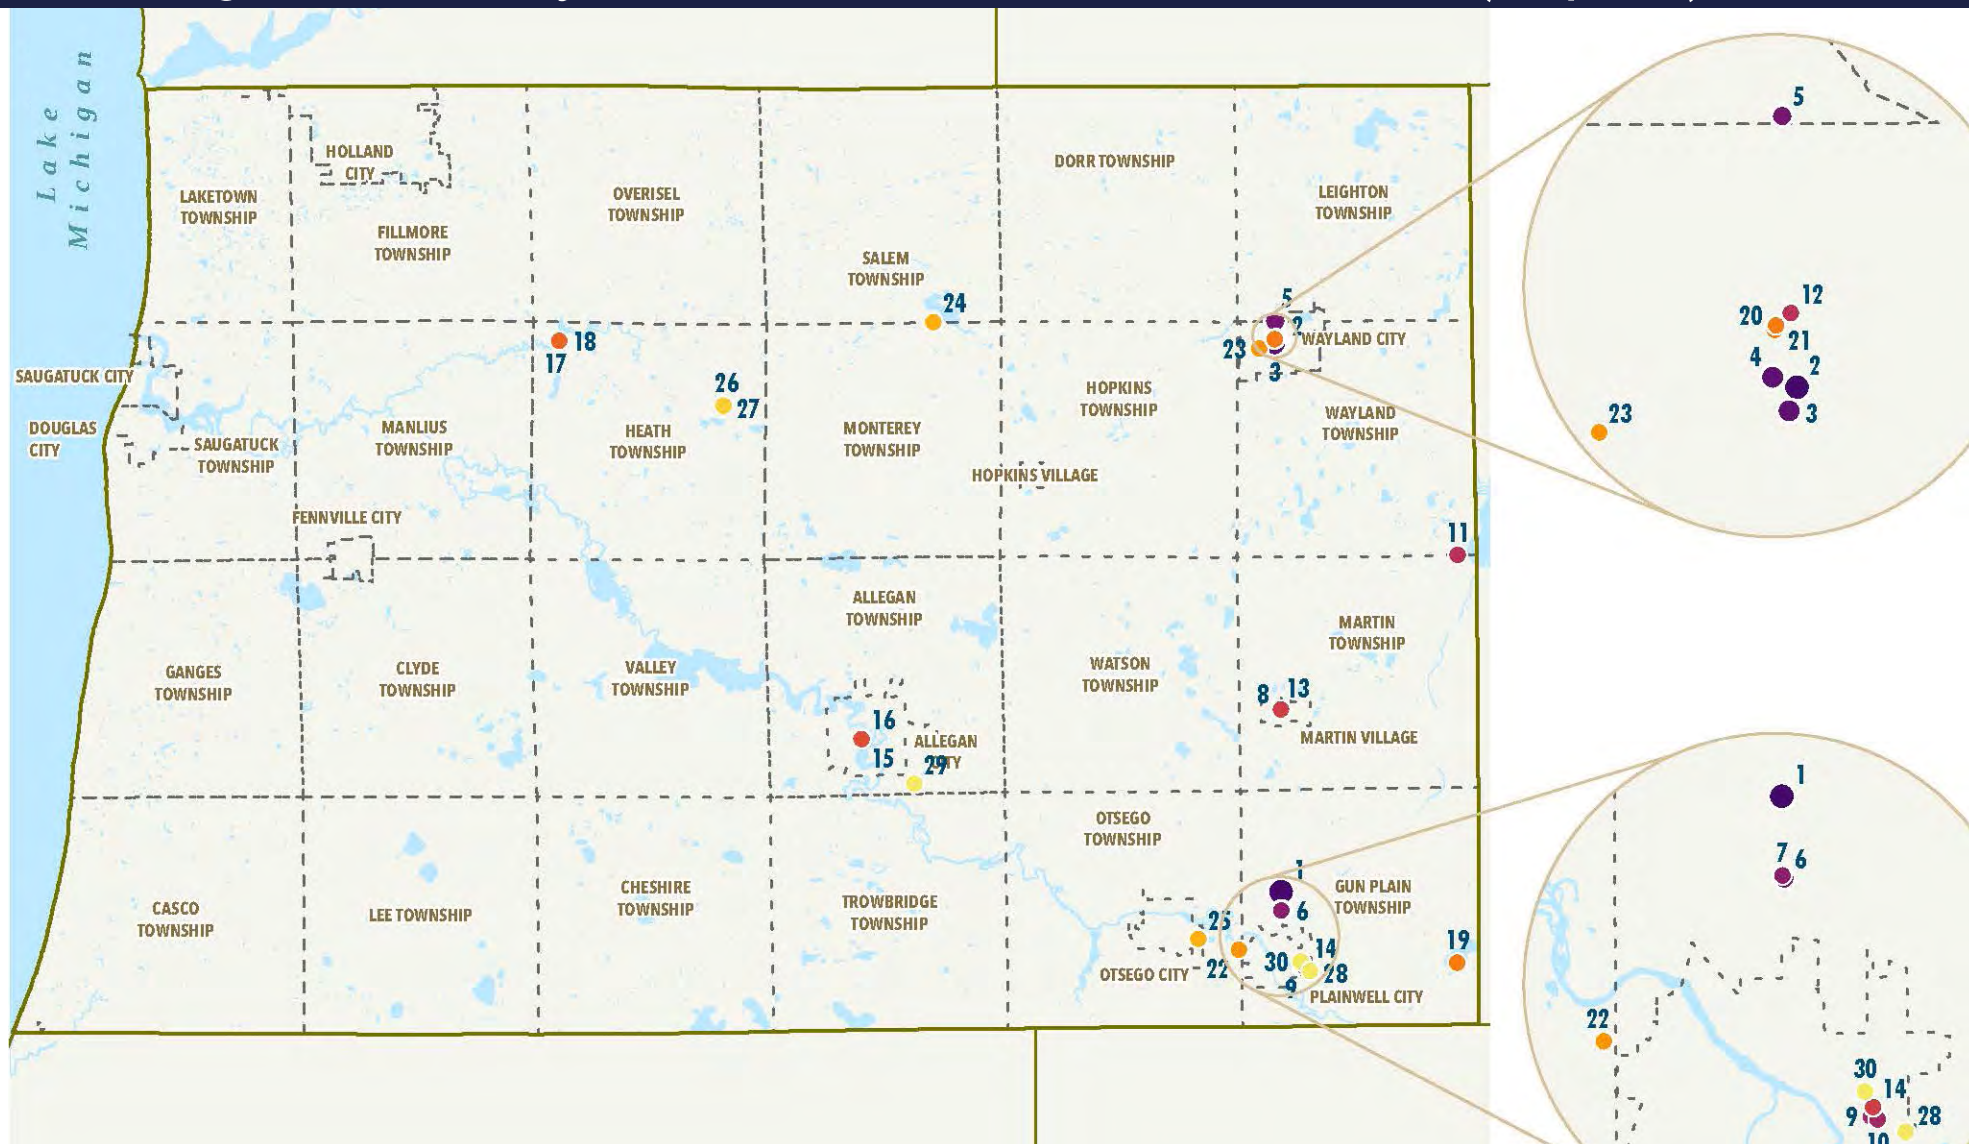 Lake
Michigan
HOLLAND
CITY
DORR TOWNSHIP
LAKETOWN
TOWNSHIP
OVERISEL
TOWNSHIP
LEIGHTON
TOWNSHIP
FILLMORE
TOWNSHIP
SALEM
TOWNSHIP
24
5
2
23
3
WAYLAND CITY
18
17
SAUGATUCK CITY
26
27
HOPKINS
TOWNSHIP
WAYLAND
TOWNSHIP
DOUGLAS
CITY
SAUGATUCK
TOWNSHIP
MANLIUS
TOWNSHIP
HEATH
TOWNSHIP
MONTEREY
TOWNSHIP
HOPKINS VILLAGE
FENNVILLE CITY
11
ALLEGAN
TOWNSHIP
MARTIN
TOWNSHIP
GANGES
TOWNSHIP
CLYDE
TOWNSHIP
VALLEY
TOWNSHIP
WATSON
TOWNSHIP
8
13
MARTIN VILLAGE
16
15
ALLEGAN
CITY
29
OTSEGO
TOWNSHIP
CASCO
TOWNSHIP
LEE TOWNSHIP
CHESHIRE
TOWNSHIP
TROWBRIDGE
TOWNSHIP
1
6
GUN PLAIN
TOWNSHIP
25
22
30
14
28
9
19
OTSEGO CITY
PLAINWELL CITY
5
12
20
21
4
2
3
23
1
7
6
22
30
14
9
10
28